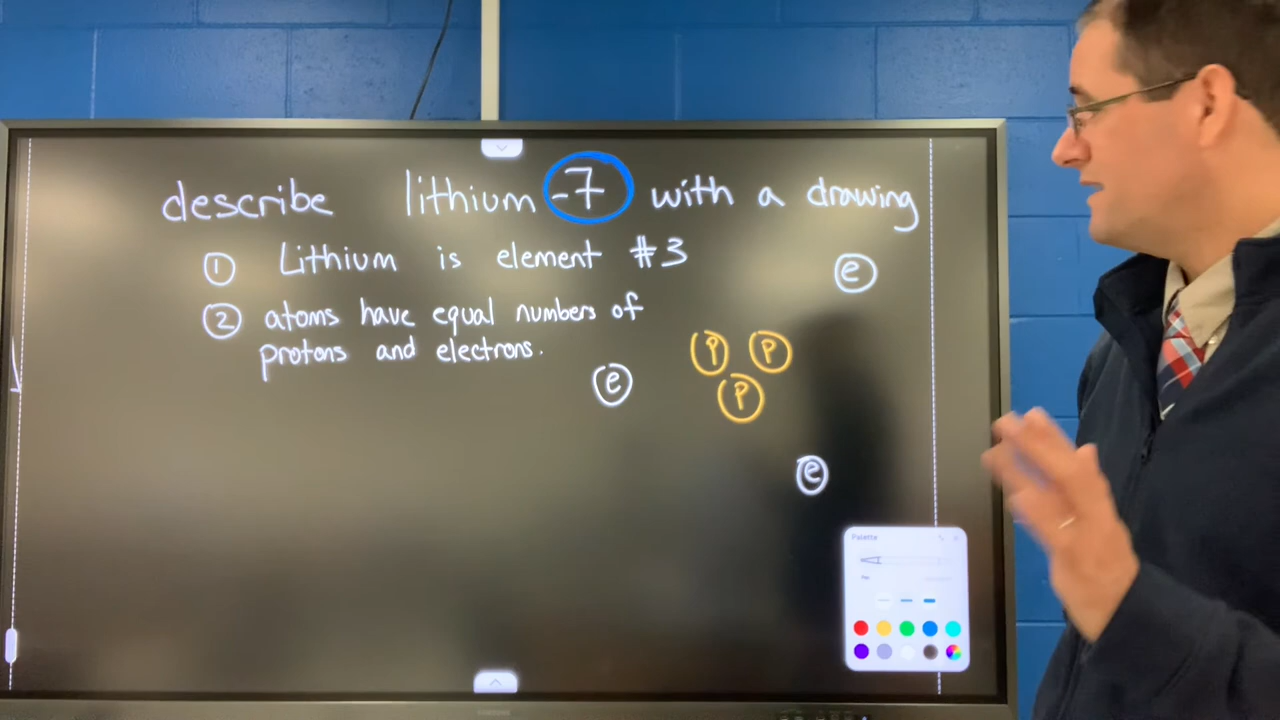 describe lithium -7 with a drawing
① Lithium is element #3
② atoms have equal numbers of
protons and electrons.
e
P P
e
P
e
Palette